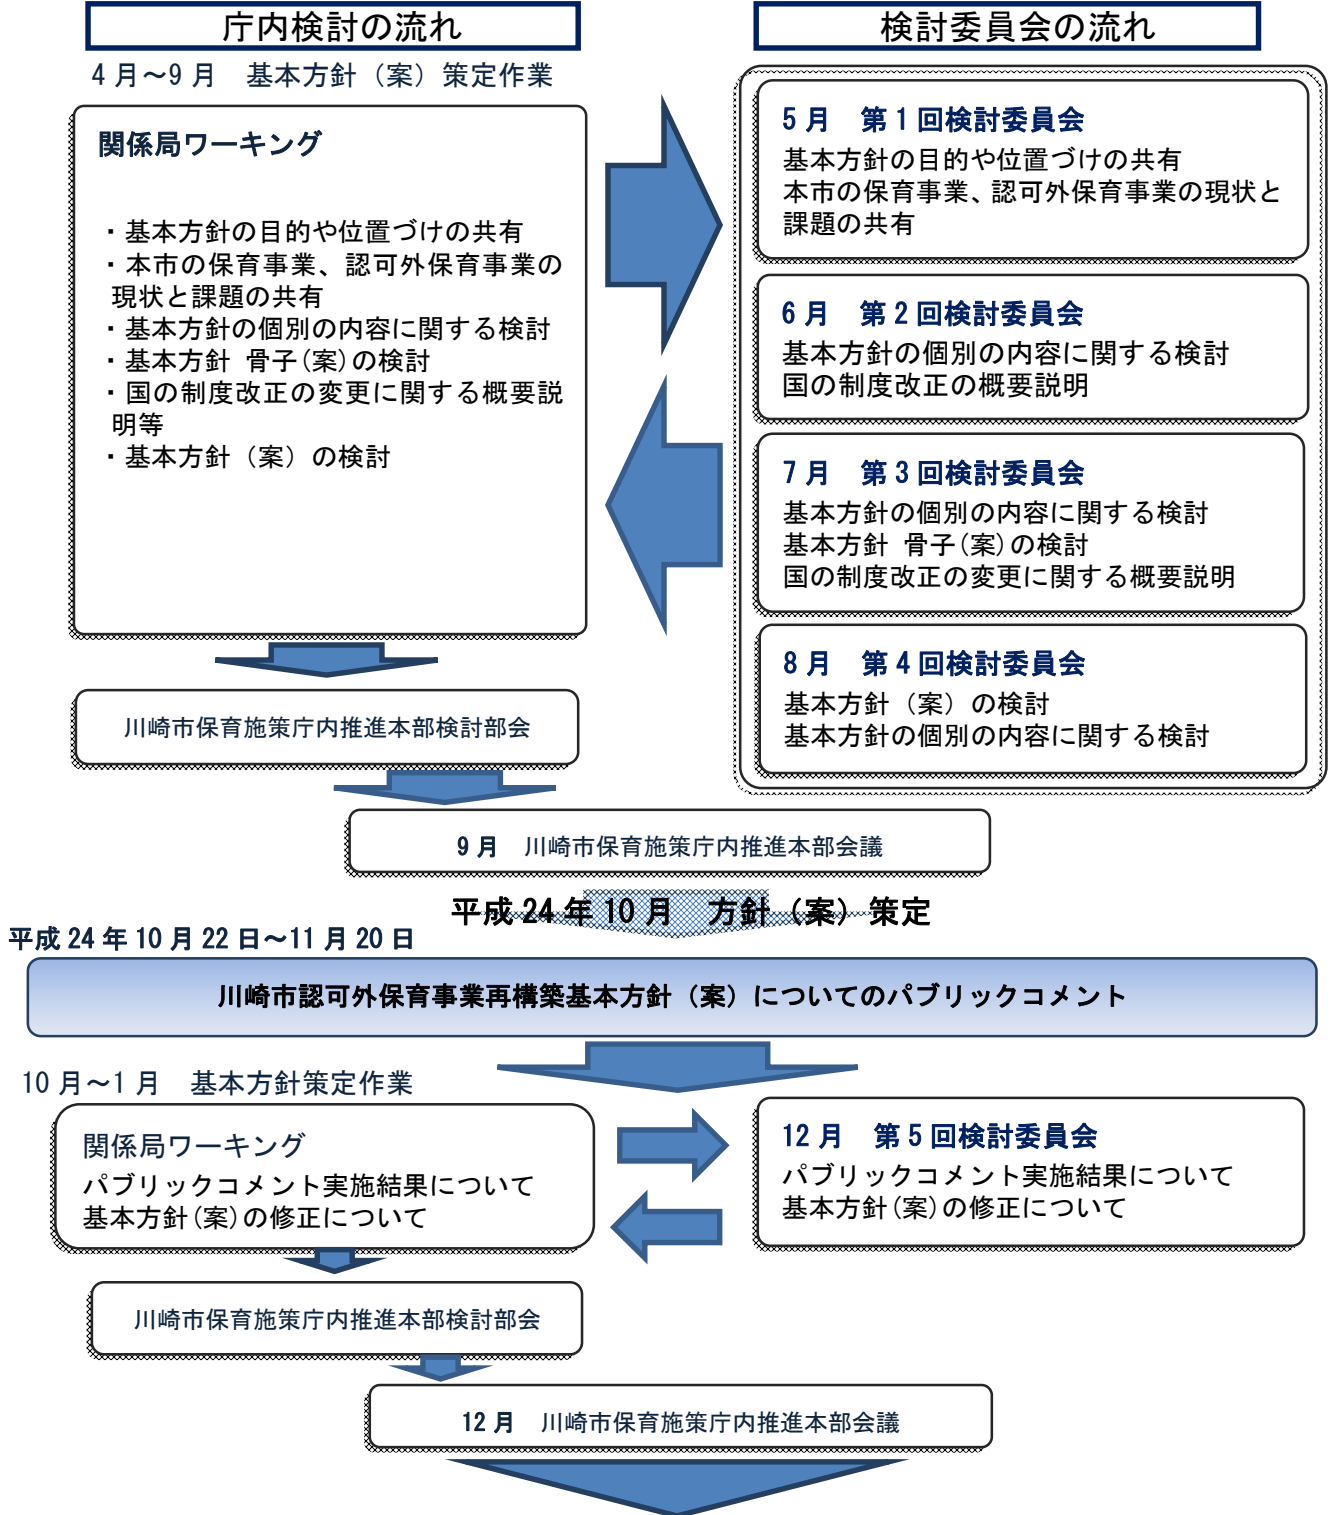 庁内検討の流れ
4月～9月　基本方針（案）策定作業
関係局ワーキング
・基本方針の目的や位置づけの共有
・本市の保育事業、認可外保育事業の
現状と課題の共有
・基本方針の個別の内容に関する検討
・基本方針 骨子(案)の検討
・国の制度改正の変更に関する概要説
明等
・基本方針（案）の検討
川崎市保育施策庁内推進本部検討部会
検討委員会の流れ
5月　第1回検討委員会
基本方針の目的や位置づけの共有
本市の保育事業、認可外保育事業の現状と
課題の共有
6月　第2回検討委員会
基本方針の個別の内容に関する検討
国の制度改正の概要説明
7月　第3回検討委員会
基本方針の個別の内容に関する検討
基本方針 骨子(案)の検討
国の制度改正の変更に関する概要説明
8月　第4回検討委員会
基本方針（案）の検討
基本方針の個別の内容に関する検討
9月　川崎市保育施策庁内推進本部会議
平成24年10月　方針（案）策定
平成24年10月22日～11月20日
川崎市認可外保育事業再構築基本方針（案）についてのパブリックコメント
10月～1月　基本方針策定作業
関係局ワーキング
パブリックコメント実施結果について
基本方針(案)の修正について
12月　第5回検討委員会
パブリックコメント実施結果について
基本方針(案)の修正について
川崎市保育施策庁内推進本部検討部会
12月　川崎市保育施策庁内推進本部会議